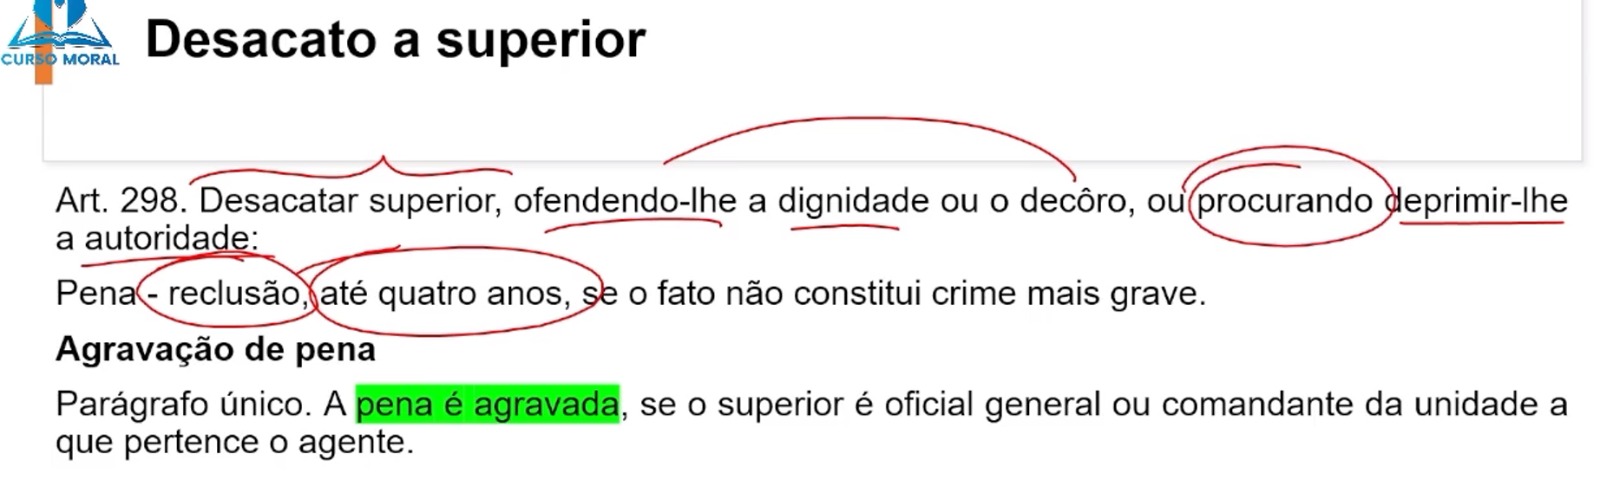 CURSO MORAL
Desacato a superior
Art. 298. Desacatar superior, ofendendo-lhe a dignidade ou o decôro, ou procurando deprimir-lhe
a autoridade:
Pena - reclusão, até quatro anos, se o fato não constitui crime mais grave.
Agravação de pena
Parágrafo único. A pena é agravada, se o superior é oficial general ou comandante da unidade a
que pertence o agente.